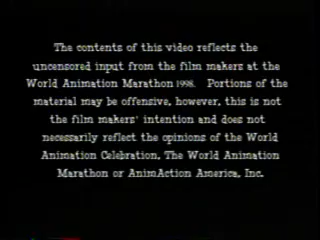 The contents of this video reflects the
uncensored input from the film makers at the
World Animation Marathon 1998. Portions of the
material may be offensive, however, this is not
the film makers' intention and does not
necessarily reflect the opinions of the World
Animation Celebration, The World Animation
Marathon or AnimAction America, Inc.